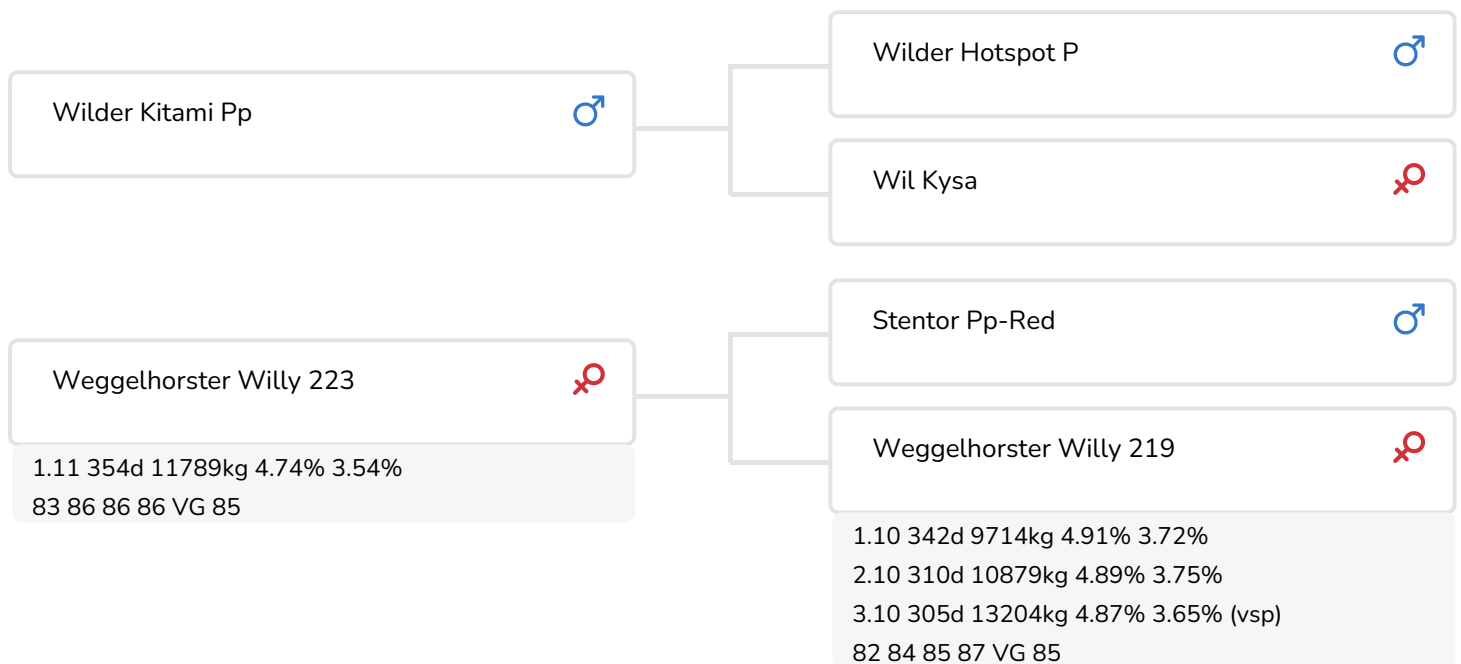 Wilder Hotspot P
Wilder Kitami Pp
Wil Kysa
Stentor Pp-Red
Weggelhorster Willy 223
Weggelhorster Willy 219
1.11 354d 11789kg 4.74% 3.54%
83 86 86 86 VG 85
1.10 342d 9714kg 4.91% 3.72%
2.10 310d 10879kg 4.89% 3.75%
3.10 305d 13204kg 4.87% 3.65% (vsp)
82 84 85 87 VG 85